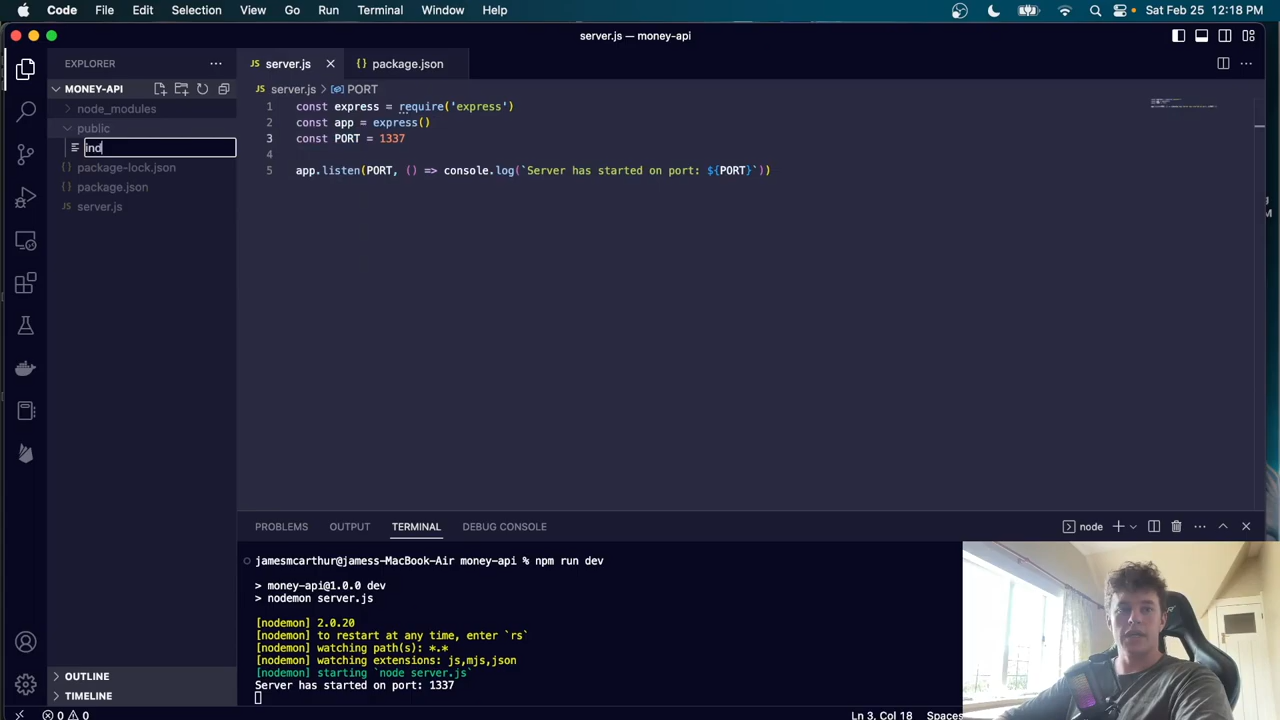 Code File Edit Selection View Go Run Terminal Window Help Sat Feb 25 12:18 PM
server.js — money-api
EXPLORER
MONEY-API
node_modules
public
ind
package-lock.json
package.json
server.js
OUTLINE
TIMELINE
JS server.js
{} package.json
JS server.js > PORT
1 const express = require('express')
2 const app = express()
3 const PORT = 1337
4
5 app.listen(PORT, () => console.log(`Server has started on port: ${PORT}`))
PROBLEMS OUTPUT TERMINAL DEBUG CONSOLE
node
jamesmcarthur@jamess-MacBook-Air money-api % npm run dev
> money-api@1.0.0 dev
> nodemon server.js
[nodemon] 2.0.20
[nodemon] to restart at any time, enter `rs`
[nodemon] watching path(s): *.*
[nodemon] watching extensions: js,mjs,json
[nodemon] starting `node server.js`
Server has started on port: 1337
0 0
Ln 3, Col 18 Spaces